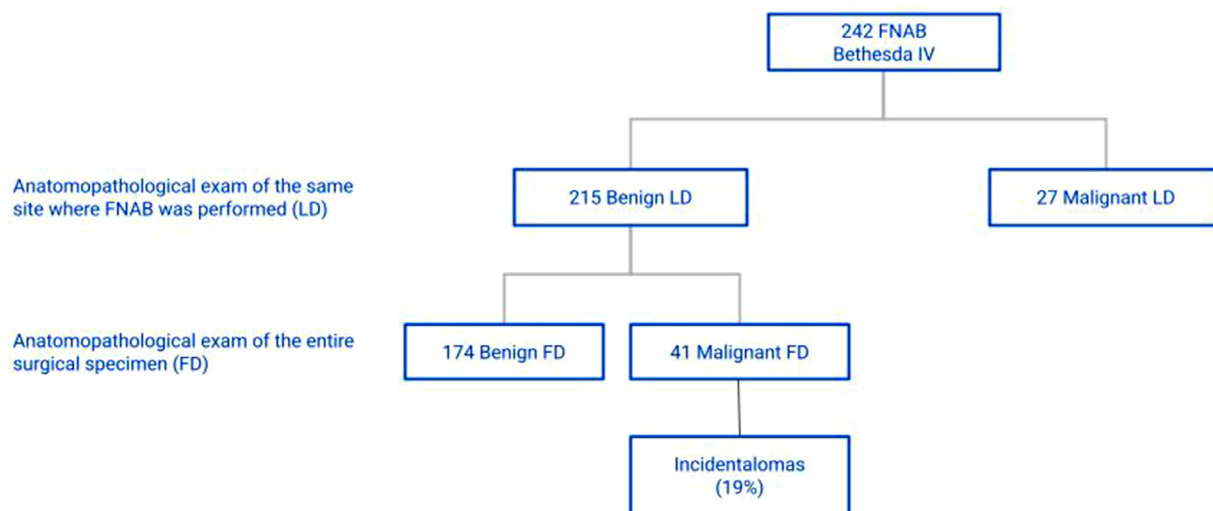 242 FNAB
Bethesda IV
Anatomopathological exam of the same
site where FNAB was performed (LD)
215 Benign LD
27 Malignant LD
Anatomopathological exam of the entire
surgical specimen (FD)
174 Benign FD
41 Malignant FD
Incidentalomas
(19%)